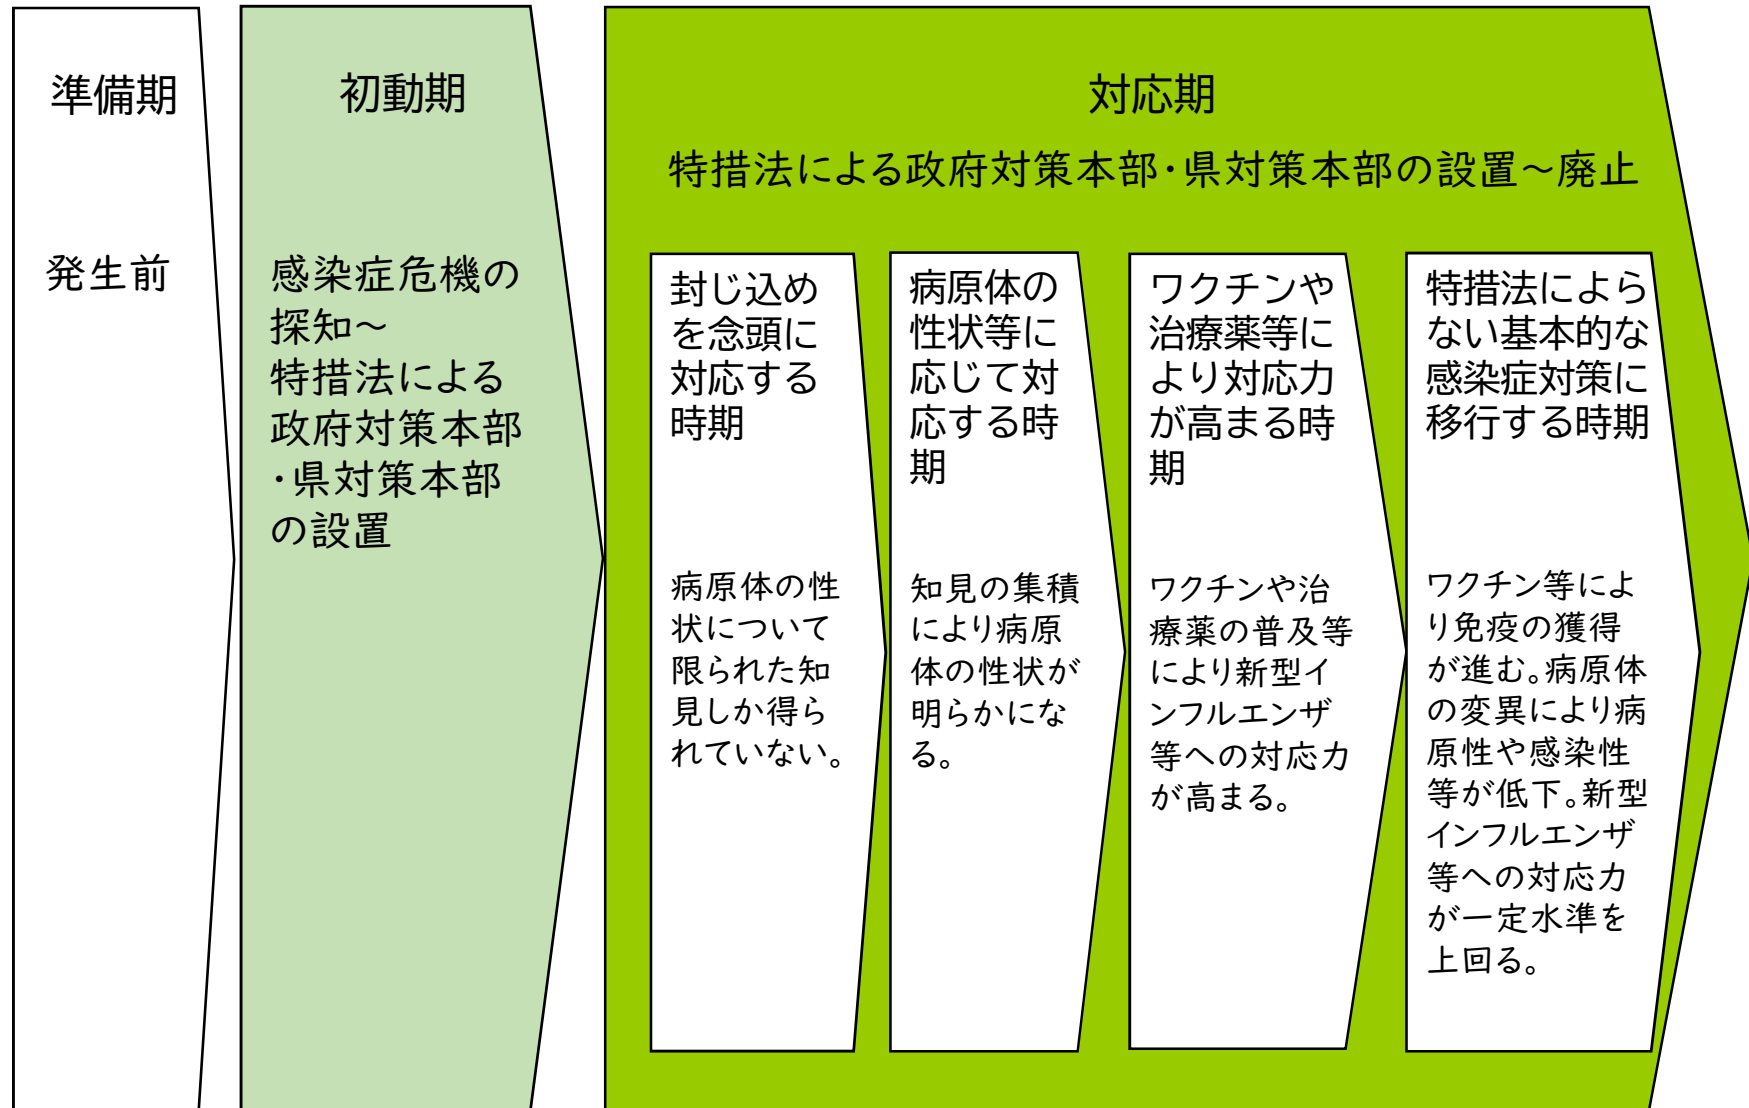 準備期
発生前
初動期
感染症危機の
探知～
特措法による
政府対策本部
・県対策本部
の設置
対応期
特措法による政府対策本部・県対策本部の設置～廃止
封じ込め
を念頭に
対応する
時期
病原体の性
状について
限られた知
見しか得ら
れていない。
病原体の
性状等に
応じて対
応する時
期
知見の集積
により病原
体の性状が
明らかにな
る。
ワクチンや
治療薬等に
より対応力
が高まる時
期
ワクチンや治
療薬の普及等
により新型イ
ンフルエンザ
等への対応力
が高まる。
特措法によら
ない基本的な
感染症対策に
移行する時期
ワクチン等によ
り免疫の獲得
が進む。病原体
の変異により病
原性や感染性
等が低下。新型
インフルエンザ
等への対応力
が一定水準を
上回る。